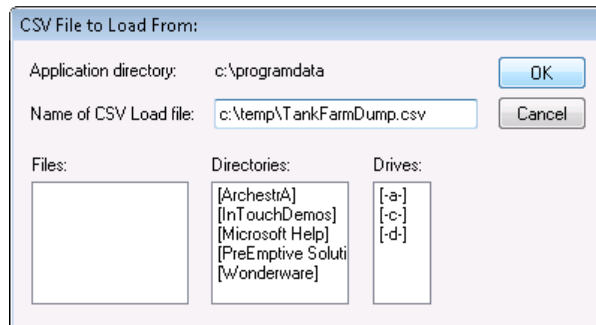 CSV File to Load From:
Application directory: c:\programdata OK
Name of CSV Load file: c:\temp\TankFarmDump.csv Cancel
Files: Directories: Drives:
[ArchestrA] [-a-]
[InTouchDemos] [-c-]
[Microsoft Help] [-d-]
[PreEmptive Soluti
[Wonderware]